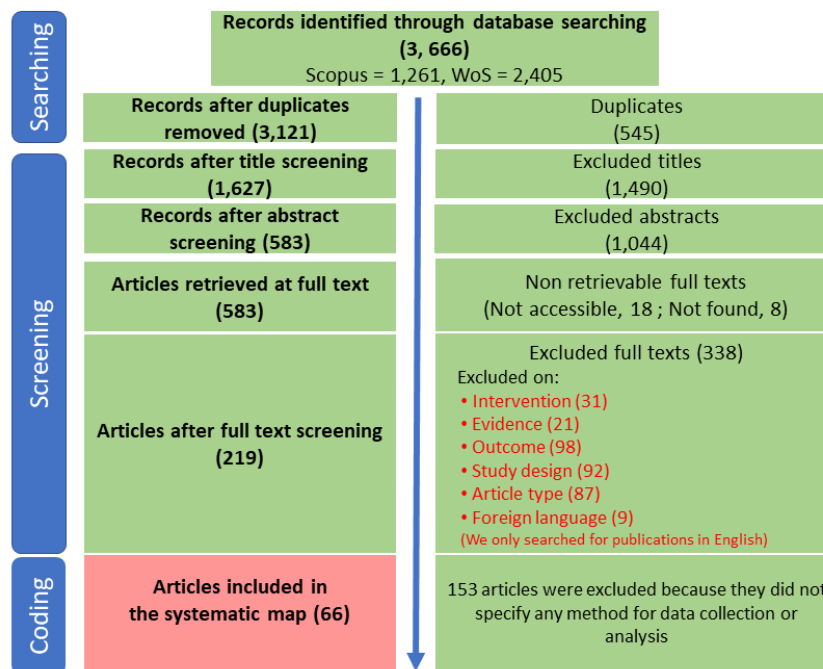 Searching
Records identified through database searching
(3, 666)
Scopus = 1,261, WoS = 2,405
Records after duplicates
removed (3,121)
Duplicates
(545)
Screening
Records after title screening
(1,627)
Excluded titles
(1,490)
Records after abstract
screening (583)
Excluded abstracts
(1,044)
Articles retrieved at full text
(583)
Non retrievable full texts
(Not accessible, 18 ; Not found, 8)
Articles after full text screening
(219)
Excluded full texts (338)
Excluded on:
• Intervention (31)
• Evidence (21)
• Outcome (98)
• Study design (92)
• Article type (87)
• Foreign language (9)
(We only searched for publications in English)
Coding
Articles included in
the systematic map (66)
153 articles were excluded because they did not
specify any method for data collection or
analysis